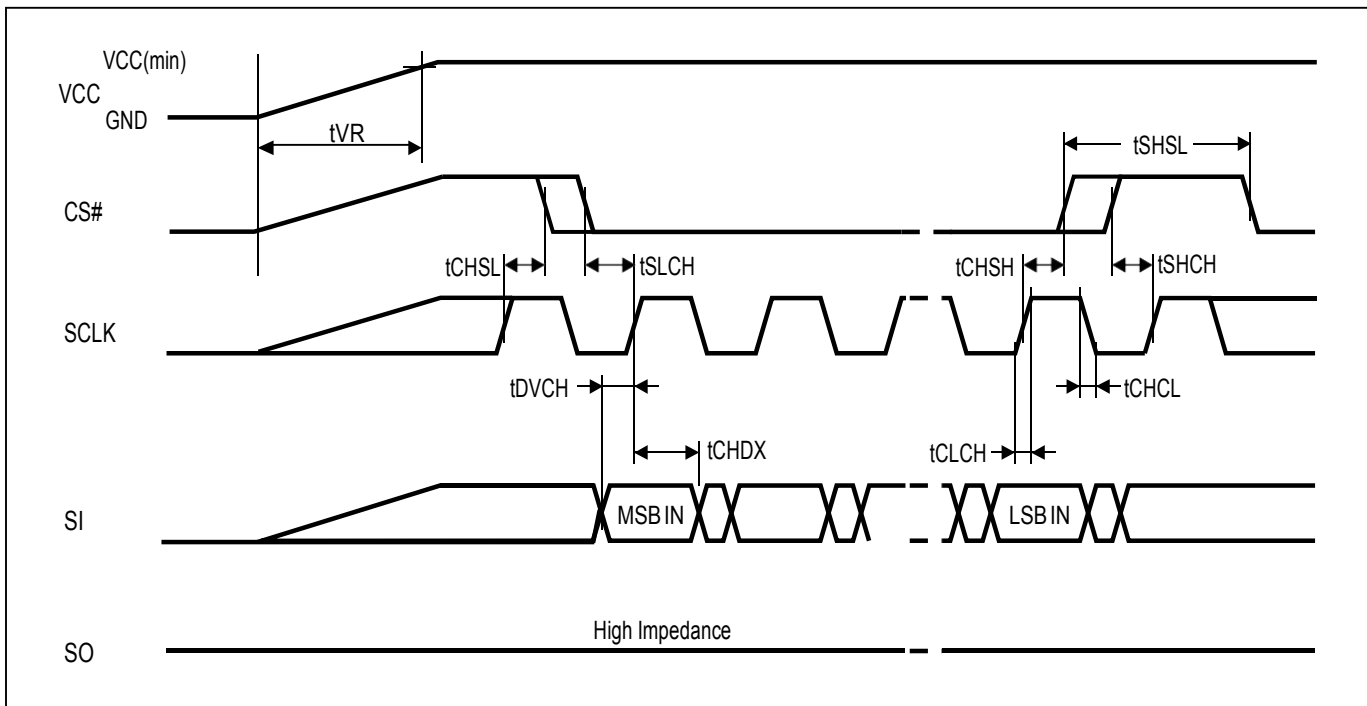 VCC(min)
VCC
GND
tVR
tSHSL
CS#
tCHSL
tSLCH
tCHSH
tSHCH
SCLK
tDVCH
tCHCL
tCHDX
tCLCH
SI
MSB IN
LSB IN
High Impedance
SO